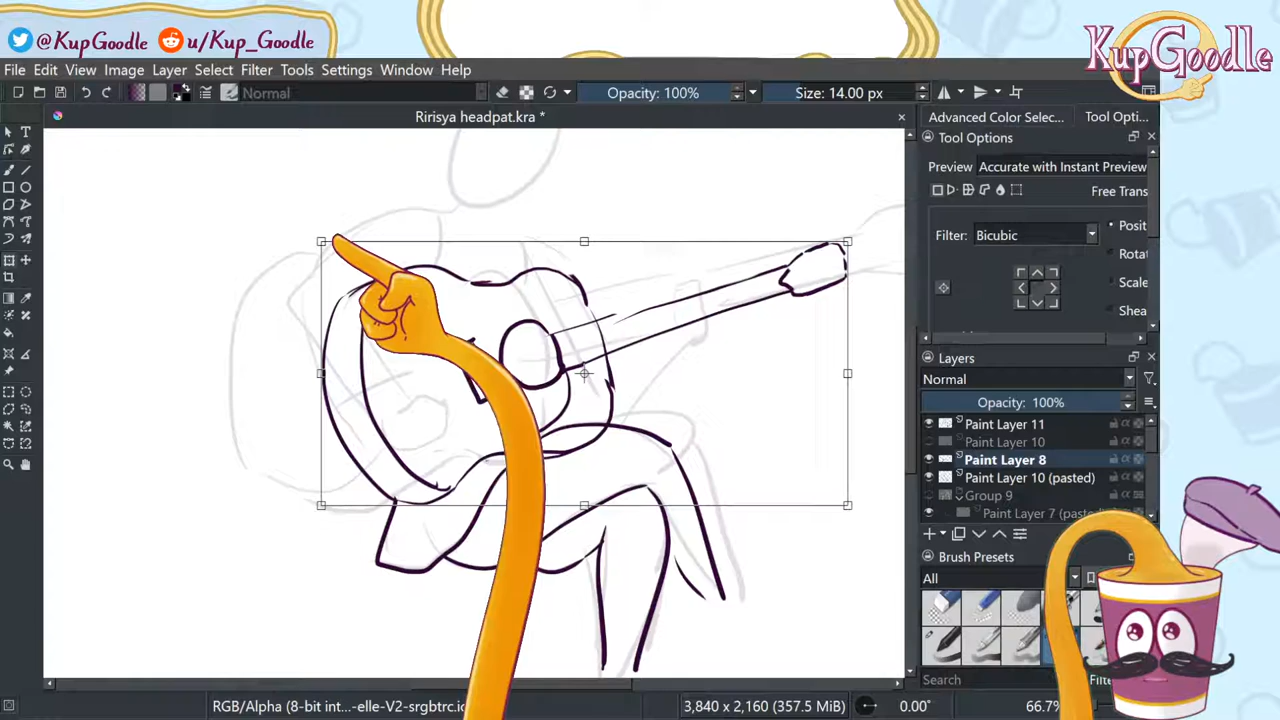 @KupGoodle u/Kup_Goodle
KupGoodle
File Edit View Image Layer Select Filter Tools Settings Window Help
Normal
Opacity: 100%
Size: 14.00 px
Ririsya headpat.kra *
Advanced Color Selec...
Tool Opti...
Tool Options
Preview Accurate with Instant Preview
Free Trans
Filter: Bicubic
Posit
Rota
Scale
Shea
Layers
Normal
Opacity: 100%
Paint Layer 11
Paint Layer 10
Paint Layer 8
Paint Layer 10 (pasted)
Group 9
Paint Layer 7 (pasted)
Brush Presets
All
Search
RGB/Alpha (8-bit int...-elle-V2-srgbtrc.ic
3,840 x 2,160 (357.5 MiB)
0.00°
66.7%